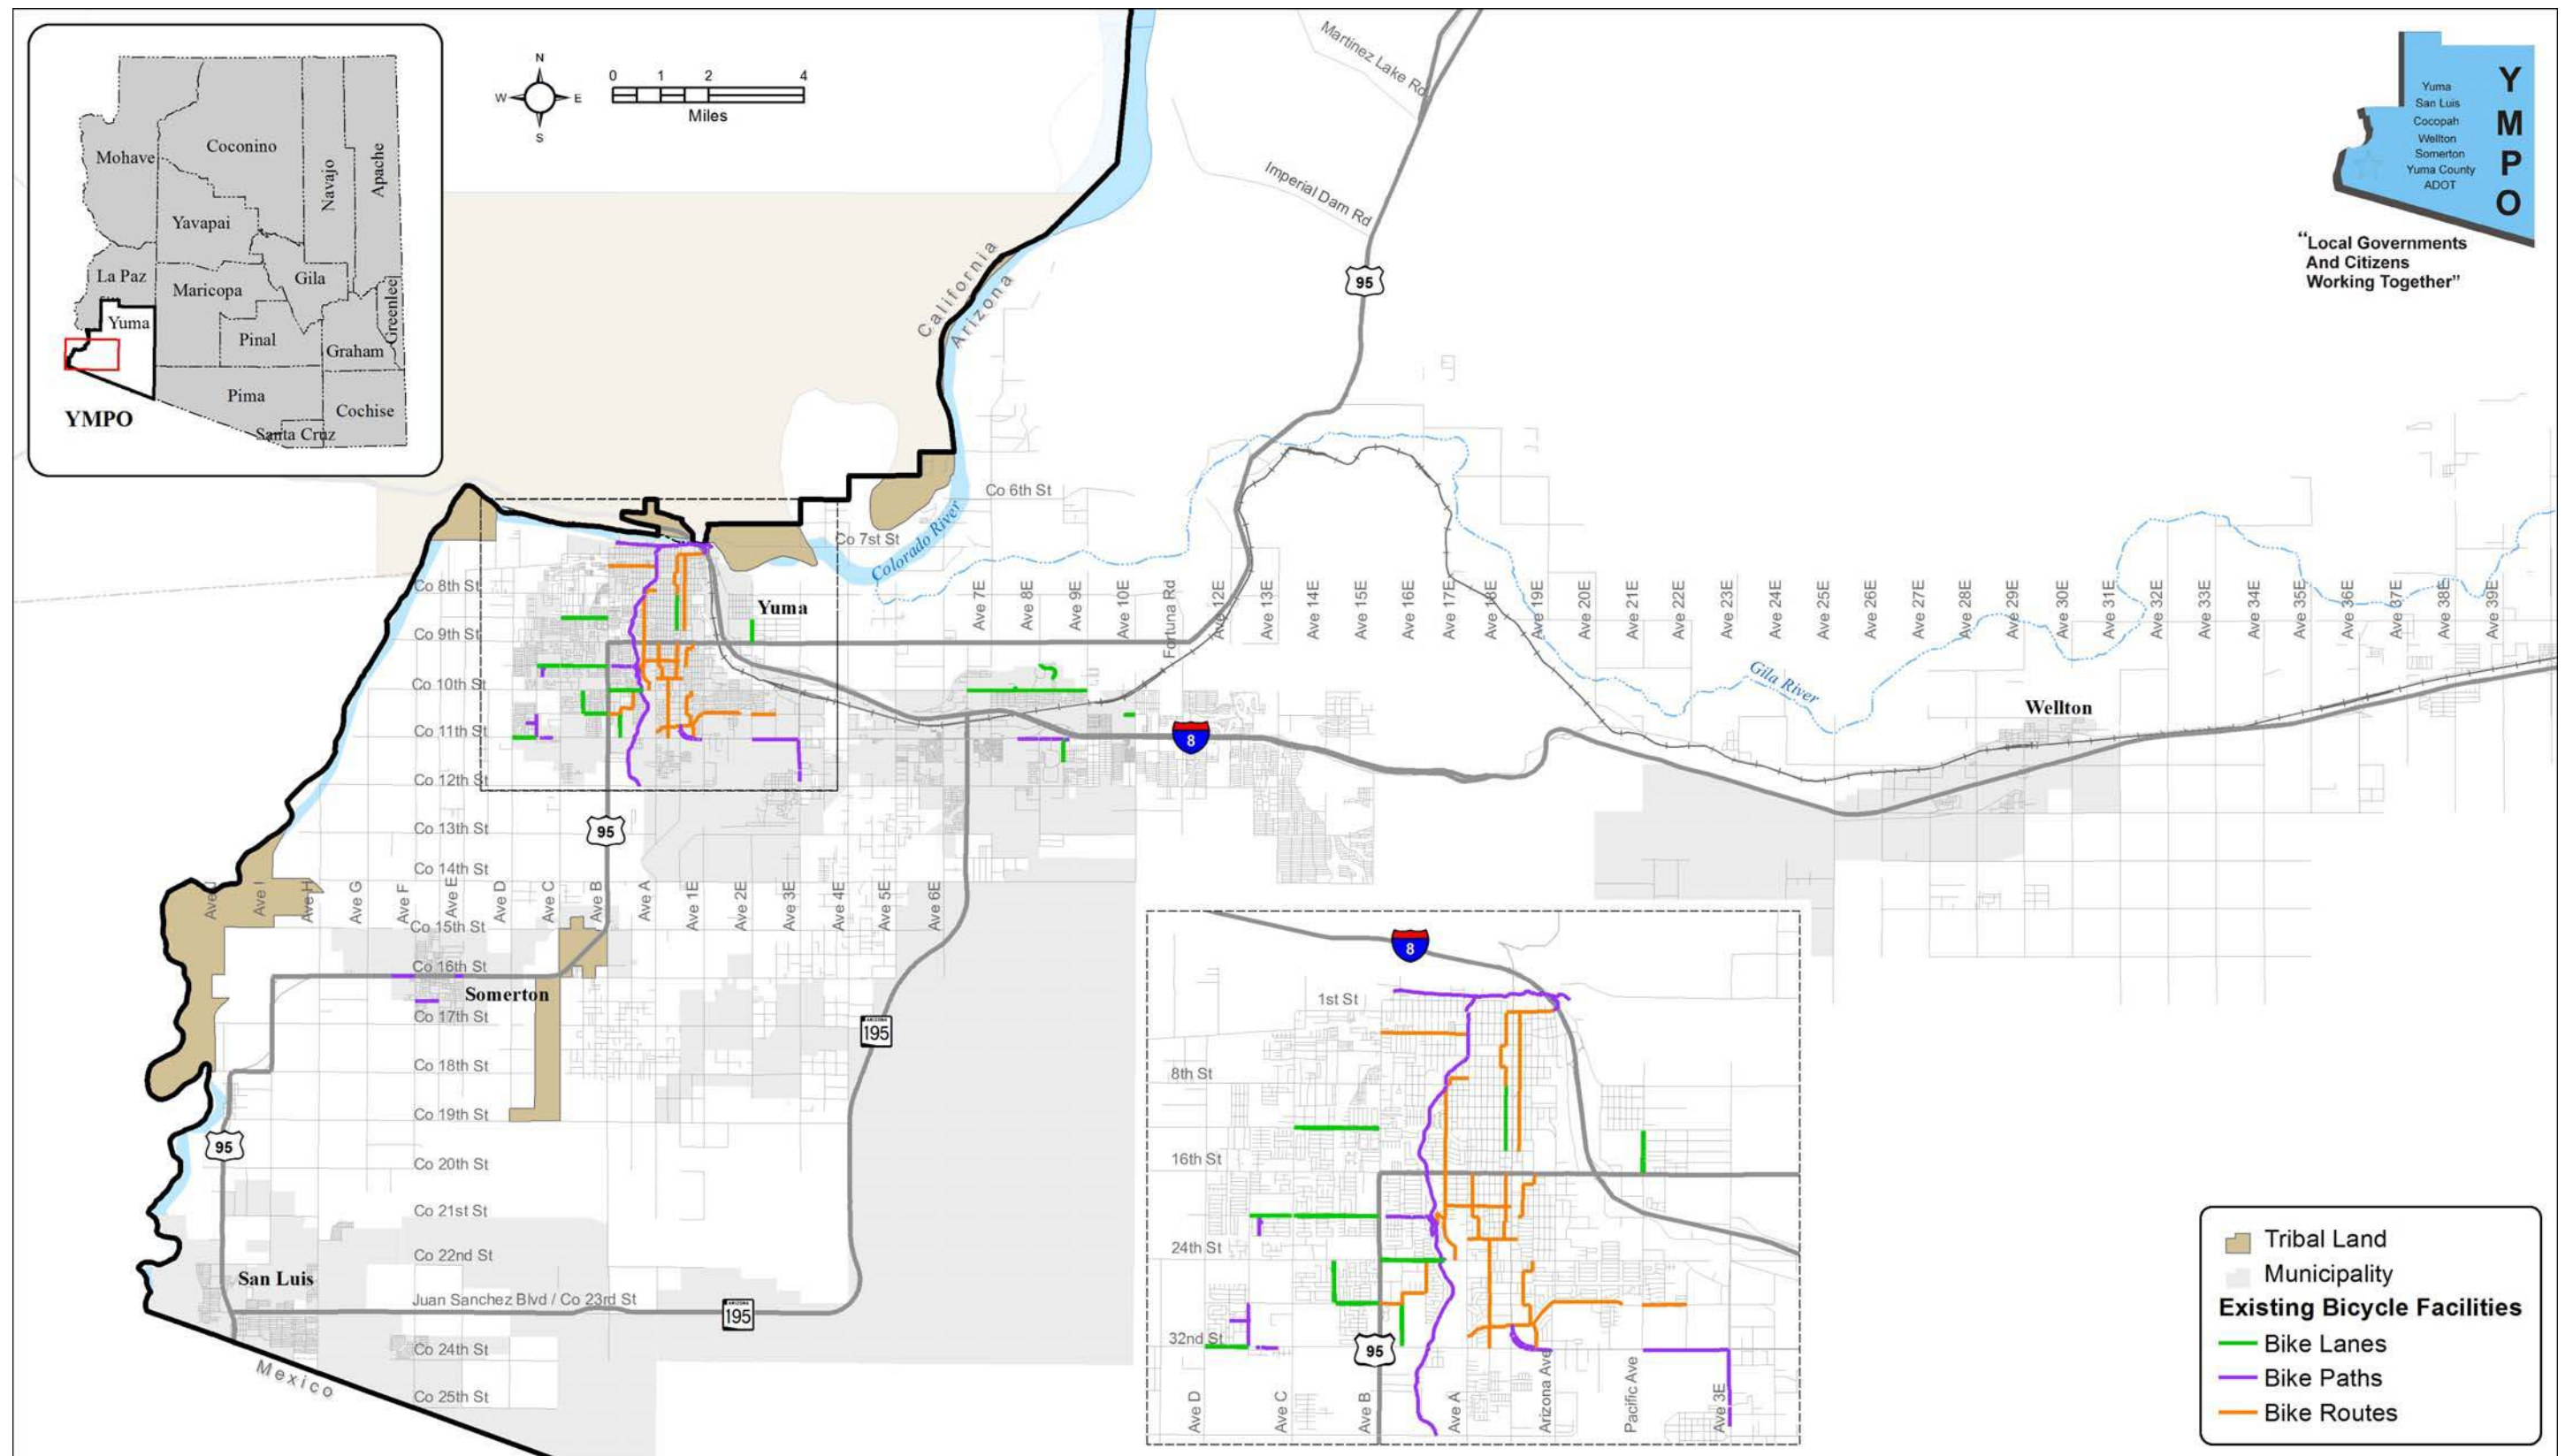 Mohave
Coconino
Navajo
Apache
Yavapai
La Paz
Maricopa
Gila
Greenlee
Yuma
Pinal
Graham
Pima
Cochise
Santa Cruz
YMPO
N
W
E
S
0 1 2 4
Miles
Martinez Lake Rd
Imperial Dam Rd
95
California
Arizona
Yuma
San Luis
Cocopah
Wellton
Somerton
Yuma County
ADOT
Y
M
P
O
“Local Governments
And Citizens
Working Together”
Co 6th St
Co 7st St
Colorado River
Co 8th St
Co 9th St
Co 10th St
Co 11th St
Co 12th St
Co 13th St
Co 14th St
Co 15th St
Co 16th St
Co 17th St
Co 18th St
Co 19th St
Co 20th St
Co 21st St
Co 22nd St
Juan Sanchez Blvd / Co 23rd St
Co 24th St
Co 25th St
Yuma
Ave 7E
Ave 8E
Ave 9E
Ave 10E
Fortuna Rd
Ave 12E
Ave 13E
Ave 14E
Ave 15E
Ave 16E
Ave 17E
Ave 18E
Ave 19E
Ave 20E
Ave 21E
Ave 22E
Ave 23E
Ave 24E
Ave 25E
Ave 26E
Ave 27E
Ave 28E
Ave 29E
Ave 30E
Ave 31E
Ave 32E
Ave 33E
Ave 34E
Ave 35E
Ave 36E
Ave 37E
Ave 38E
Ave 39E
Gila River
Wellton
8
95
Ave J
Ave I
Ave H
Ave G
Ave F
Ave E
Ave D
Ave C
Ave B
Ave A
Ave 1E
Ave 2E
Ave 3E
Ave 4E
Ave 5E
Ave 6E
Somerton
ARIZONA
195
95
San Luis
ARIZONA
195
Mexico
8
1st St
8th St
16th St
24th St
32nd St
95
Ave D
Ave C
Ave B
Ave A
Arizona Ave
Pacific Ave
Ave 3E
Tribal Land
Municipality
Existing Bicycle Facilities
Bike Lanes
Bike Paths
Bike Routes